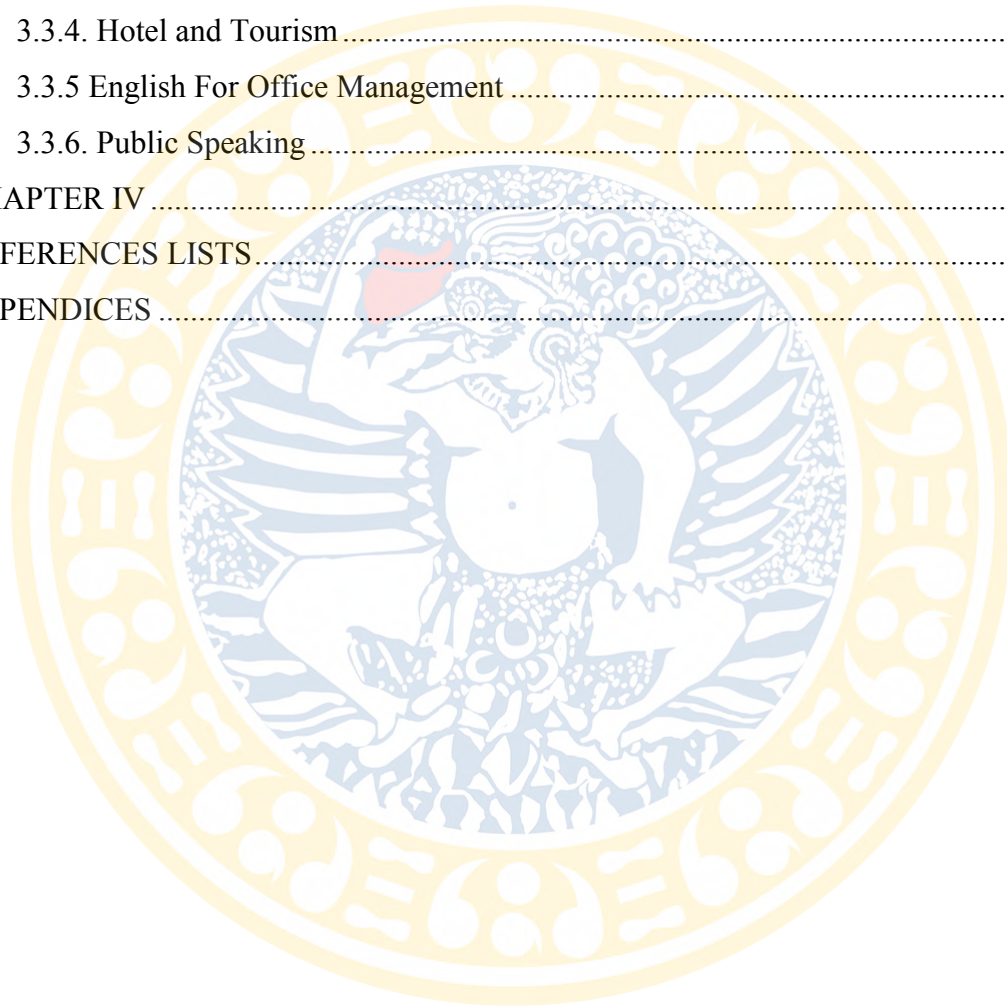 3.3.4. Hotel and Tourism ........................................................................................................
3.3.5 English For Office Management ........................................................................................
3.3.6. Public Speaking ........................................................................................................
APTER IV ........................................................................................................
FERENCES LISTS ........................................................................................................
PENDICES ........................................................................................................